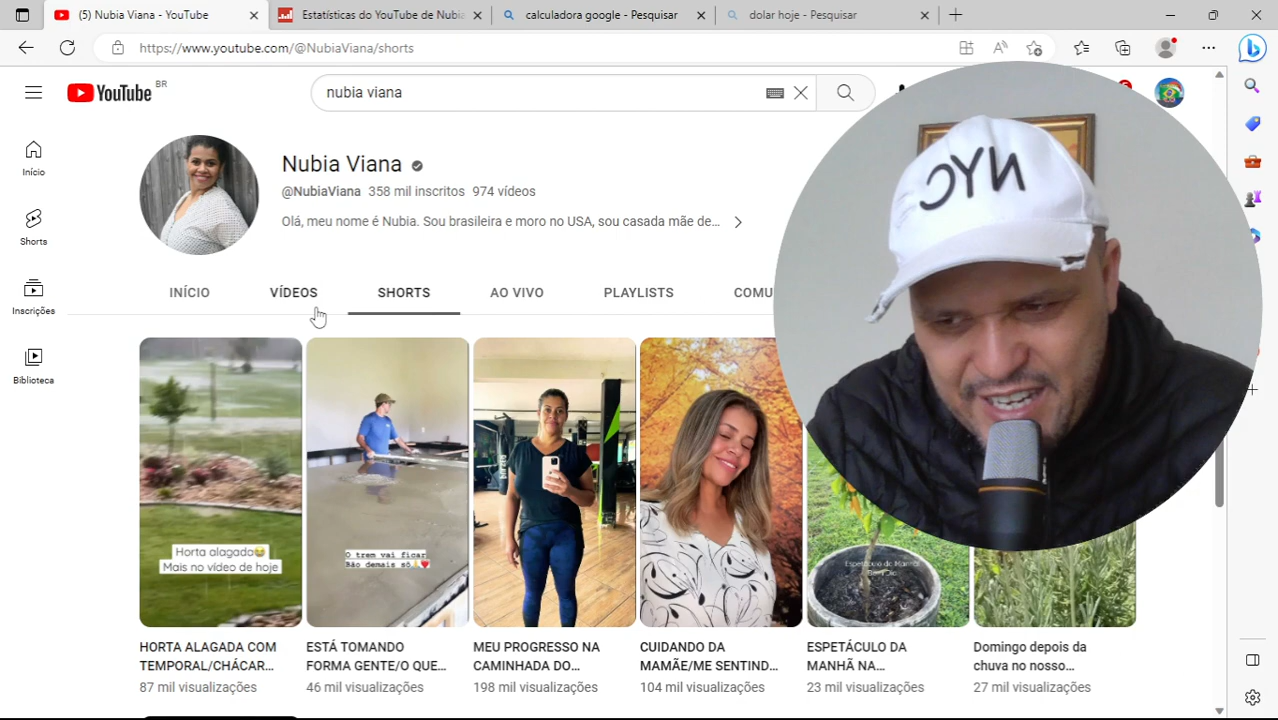 (5) Nubia Viana - YouTube
Estatísticas do YouTube de Nubia
calculadora google - Pesquisar
dolar hoje - Pesquisar
https://www.youtube.com/@NubiaViana/shorts
YouTube BR
nubia viana
NYC
Nubia Viana
@NubiaViana 358 mil inscritos 974 vídeos
Olá, meu nome é Nubia. Sou brasileira e moro no USA, sou casada mãe de...
Início
Shorts
Inscrições
Biblioteca
INÍCIO VÍDEOS SHORTS AO VIVO PLAYLISTS COMU
Horta alagada😭
Mais no vídeo de hoje
O trem vai ficar
Bão demais só🙏❤️
Espetáculo da Manhã
HORTA ALAGADA COM
TEMPORAL/CHÁCAR...
87 mil visualizações
ESTÁ TOMANDO
FORMA GENTE/O QUE...
46 mil visualizações
MEU PROGRESSO NA
CAMINHADA DO...
198 mil visualizações
CUIDANDO DA
MAMÃE/ME SENTIND...
104 mil visualizações
ESPETÁCULO DA
MANHÃ NA...
23 mil visualizações
Domingo depois da
chuva no nosso...
27 mil visualizações